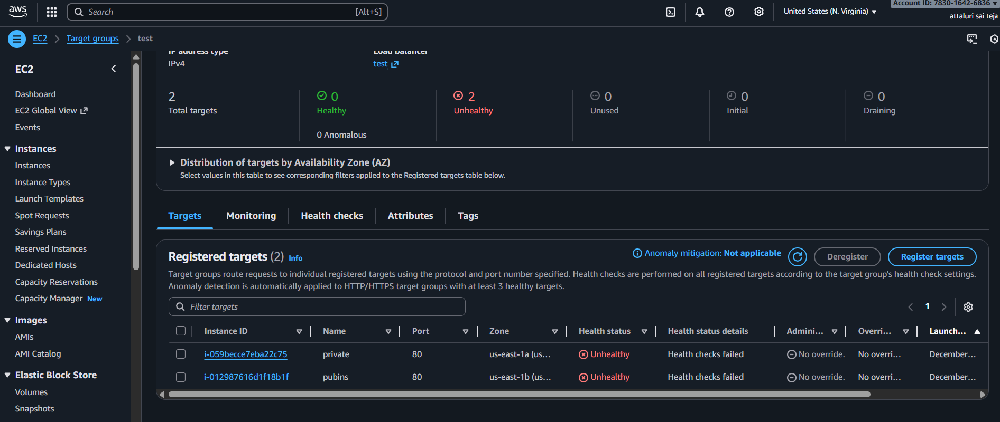 aws
Search
[Alt+S]
United States (N. Virginia)
Account ID: 7830-1642-6836
attaluri sai teja
EC2 > Target groups > test
EC2
Dashboard
EC2 Global View
Events
Instances
Instances
Instance Types
Launch Templates
Spot Requests
Savings Plans
Reserved Instances
Dedicated Hosts
Capacity Reservations
Capacity Manager New
Images
AMIs
AMI Catalog
Elastic Block Store
Volumes
Snapshots
IP address type
IPv4
Load balancer
test
2
Total targets
0
Healthy
0 Anomalous
2
Unhealthy
0
Unused
0
Initial
0
Draining
Distribution of targets by Availability Zone (AZ)
Select values in this table to see corresponding filters applied to the Registered targets table below.
Targets
Monitoring
Health checks
Attributes
Tags
Registered targets (2) Info
Anomaly mitigation: Not applicable
Deregister
Register targets
Target groups route requests to individual registered targets using the protocol and port number specified. Health checks are performed on all registered targets according to the target group's health check settings.
Anomaly detection is automatically applied to HTTP/HTTPS target groups with at least 3 healthy targets.
Filter targets
1
Instance ID Name Port Zone Health status Health status details Admini... Overri... Launch...
i-059becce7eba22c75 private 80 us-east-1a (us... Unhealthy Health checks failed No override. No overri... December...
i-012987616d1f18b1f pubins 80 us-east-1b (us... Unhealthy Health checks failed No override. No overri... December...